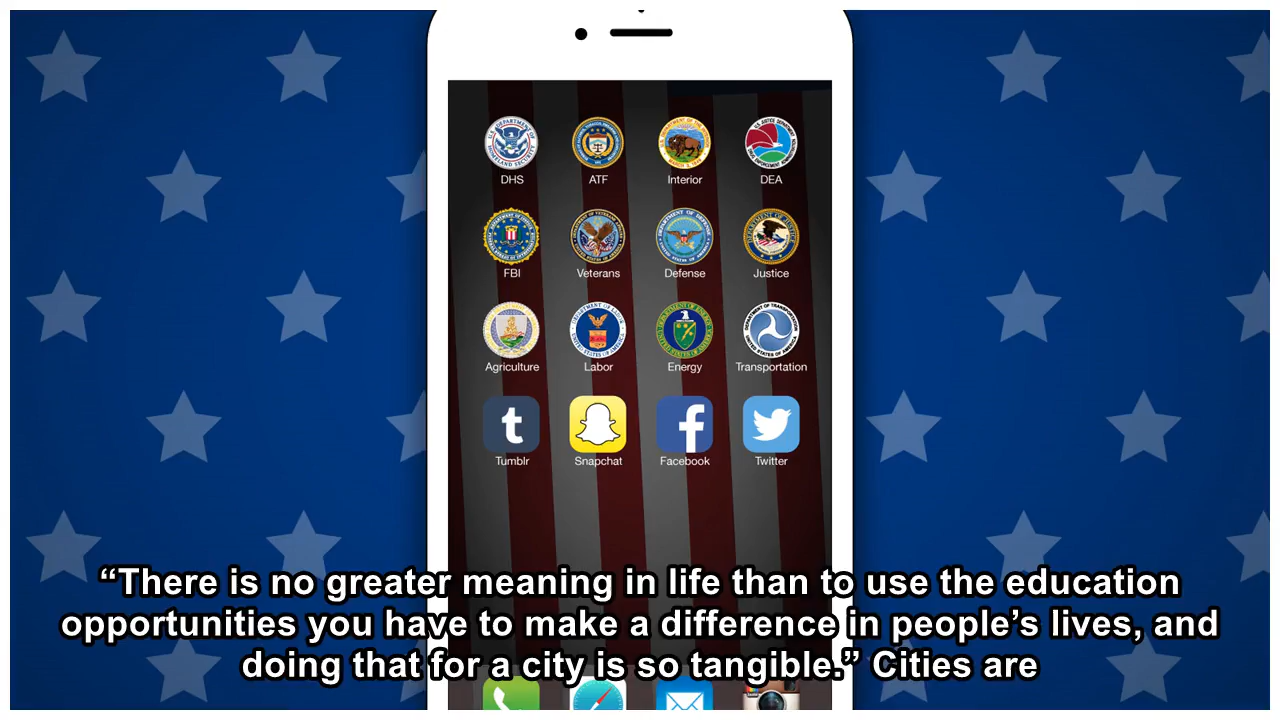 DHS ATF Interior DEA
FBI Veterans Defense Justice
Agriculture Labor Energy Transportation
t f
Tumblr Snapchat Facebook Twitter
“There is no greater meaning in life than to use the education
opportunities you have to make a difference in people’s lives, and
doing that for a city is so tangible.” Cities are